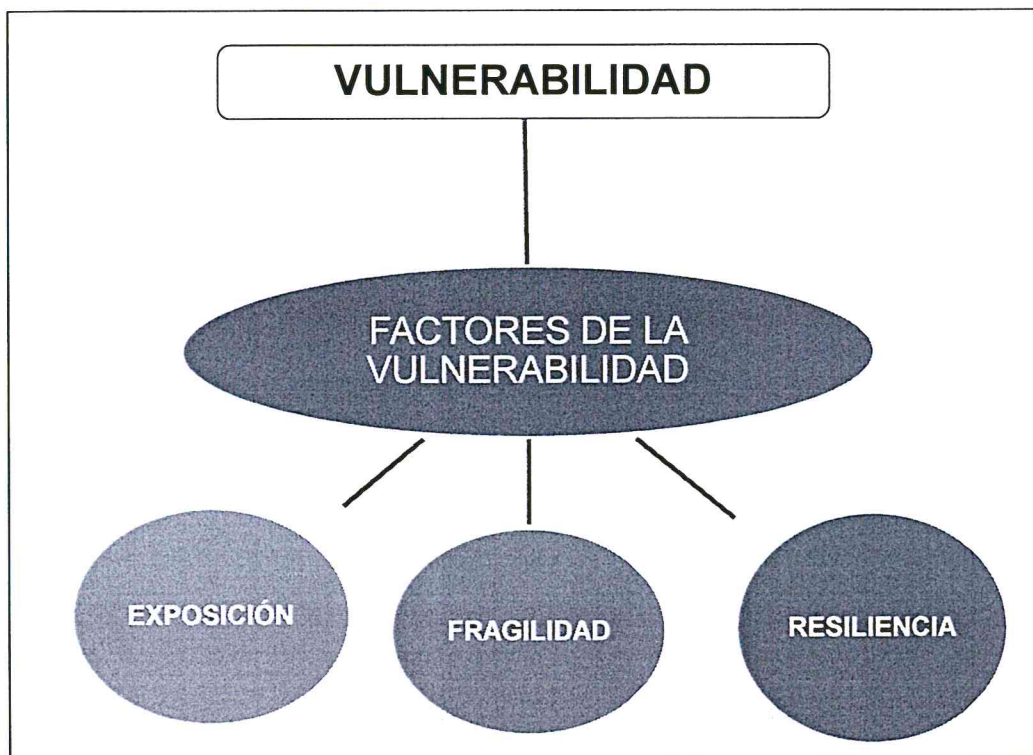 VULNERABILIDAD
FACTORES DE LA
VULNERABILIDAD
EXPOSICIÓN
FRAGILIDAD
RESILIENCIA